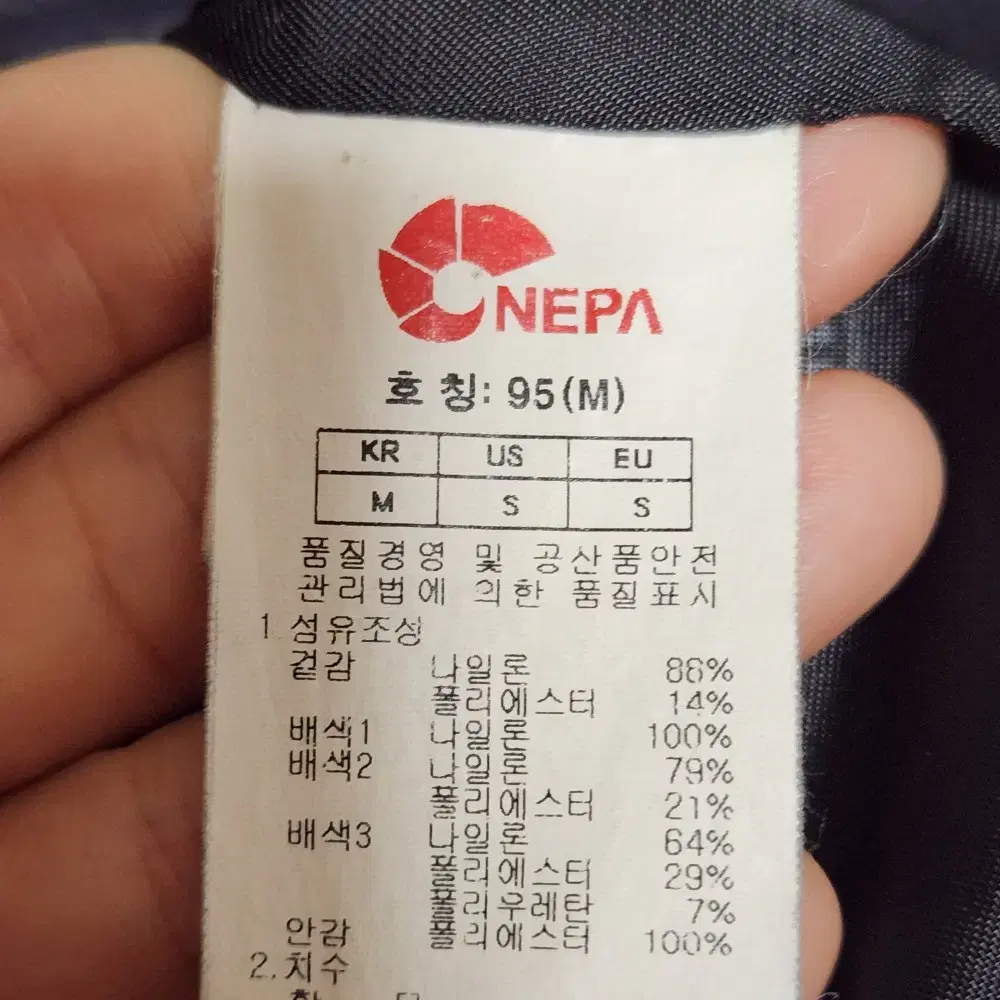 NEPA
호 칭: 95(M)
KR US EU
M S S
품질경영 및 공산품안전
관리법에 의한 품질표시
1.섬유조성
겉감 나일론 86%
폴리에스터 14%
배색1 나일론 100%
배색2 나일론 79%
폴리에스터 21%
배색3 나일론 64%
폴리에스터 29%
폴리우레탄 7%
안감 폴리에스터 100%
2.치수